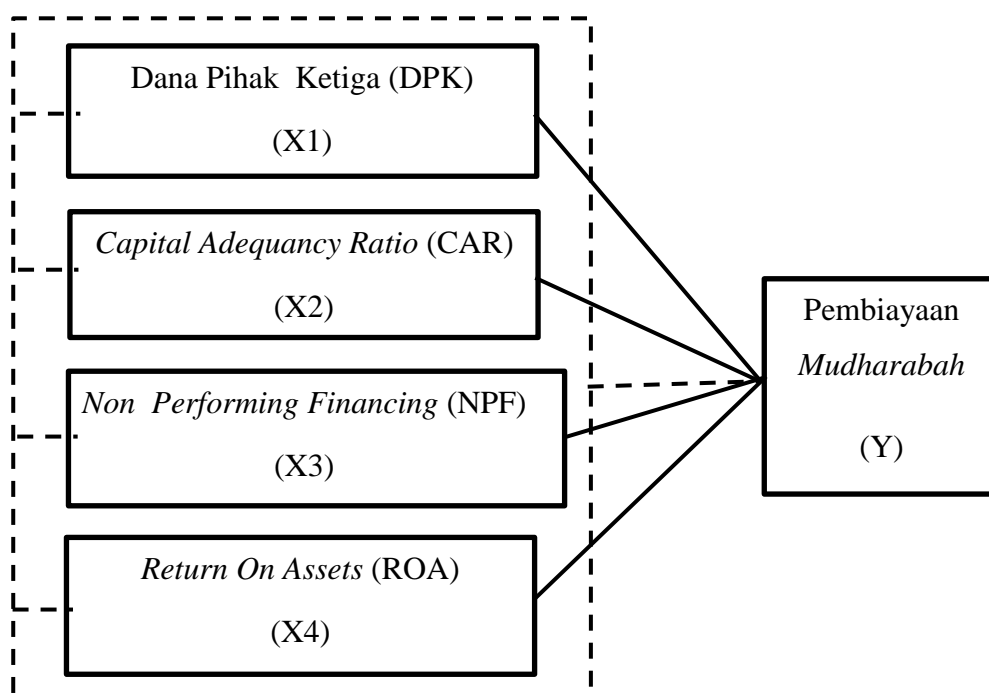 Dana Pihak Ketiga (DPK)
(X1)
Capital Adequancy Ratio (CAR)
(X2)
Non Performing Financing (NPF)
(X3)
Return On Assets (ROA)
(X4)
Pembiayaan
Mudharabah
(Y)